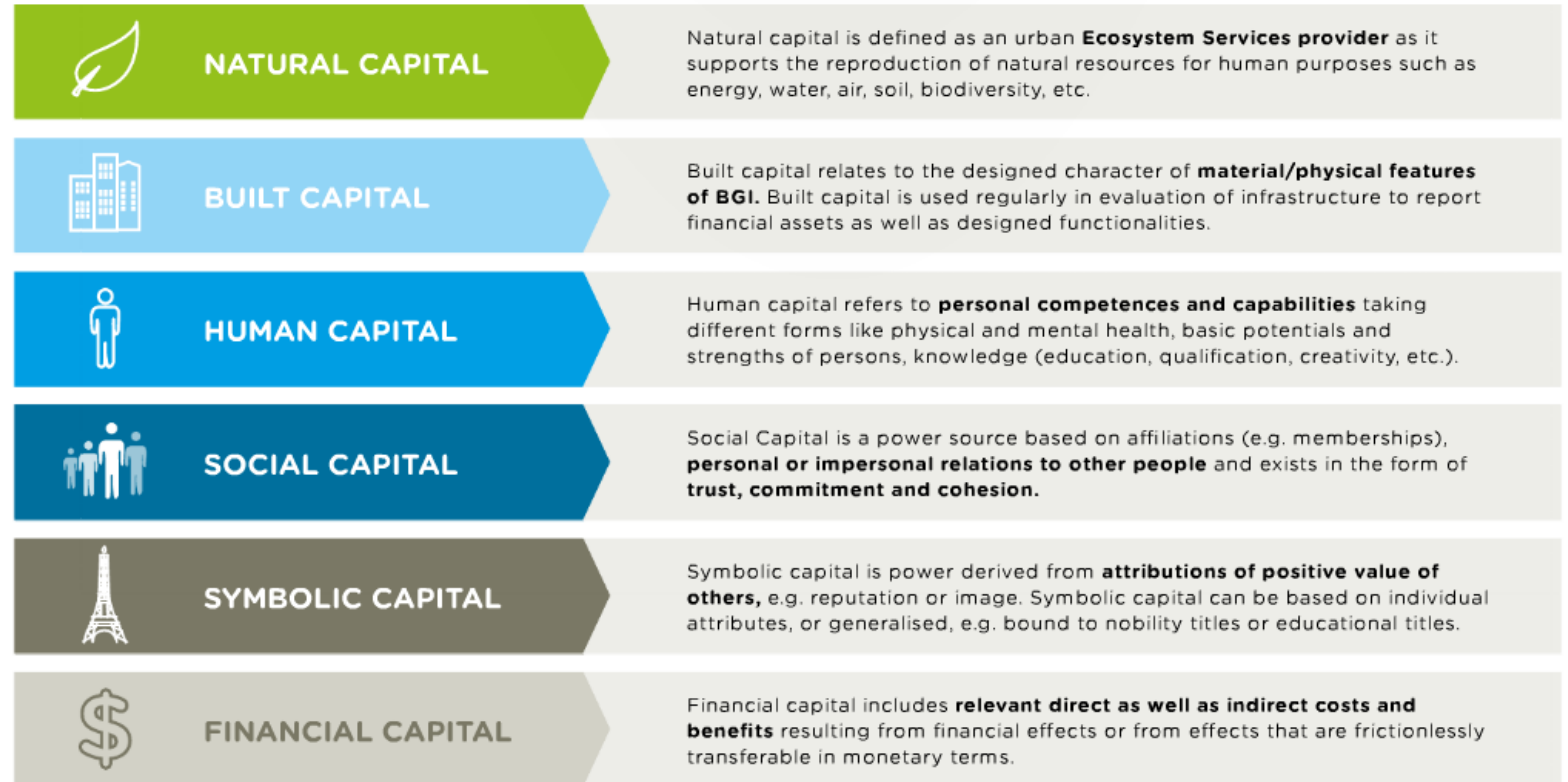 NATURAL CAPITAL
Natural capital is defined as an urban Ecosystem Services provider as it
supports the reproduction of natural resources for human purposes such as
energy, water, air, soil, biodiversity, etc.
BUILT CAPITAL
Built capital relates to the designed character of material/physical features
of BGI. Built capital is used regularly in evaluation of infrastructure to report
financial assets as well as designed functionalities.
HUMAN CAPITAL
Human capital refers to personal competences and capabilities taking
different forms like physical and mental health, basic potentials and
strengths of persons, knowledge (education, qualification, creativity, etc.).
SOCIAL CAPITAL
Social Capital is a power source based on affiliations (e.g. memberships),
personal or impersonal relations to other people and exists in the form of
trust, commitment and cohesion.
SYMBOLIC CAPITAL
Symbolic capital is power derived from attributions of positive value of
others, e.g. reputation or image. Symbolic capital can be based on individual
attributes, or generalised, e.g. bound to nobility titles or educational titles.
$
FINANCIAL CAPITAL
Financial capital includes relevant direct as well as indirect costs and
benefits resulting from financial effects or from effects that are frictionlessly
transferable in monetary terms.